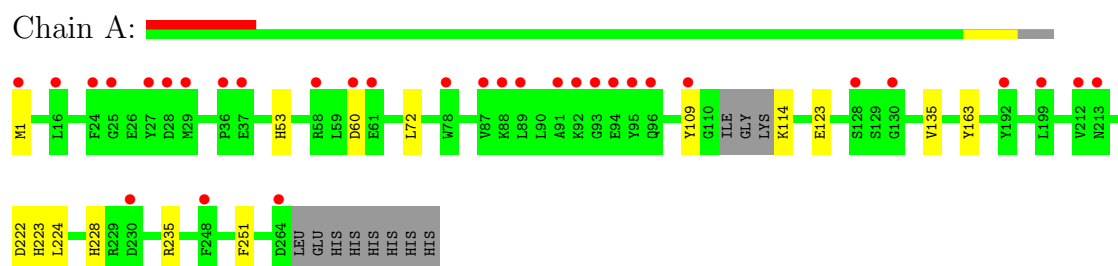 Chain A:
M1 L16 F24 G25 E26 Y27 D28 M29 P36 E37 H53 R58 L59 D60 E61 L72 W78 V87 K88 L89 L90 A91 K92 G93 E94 Y95 Q96 Y109 G110 ILE GLY LYS K114 E123 S128 S129 G130 V135 Y163 Y192 L199 V212 N213
D222 H223 L224 H228 R229 D230 R235 F248 F251 D264 LEU GLU HIS HIS HIS HIS HIS HIS